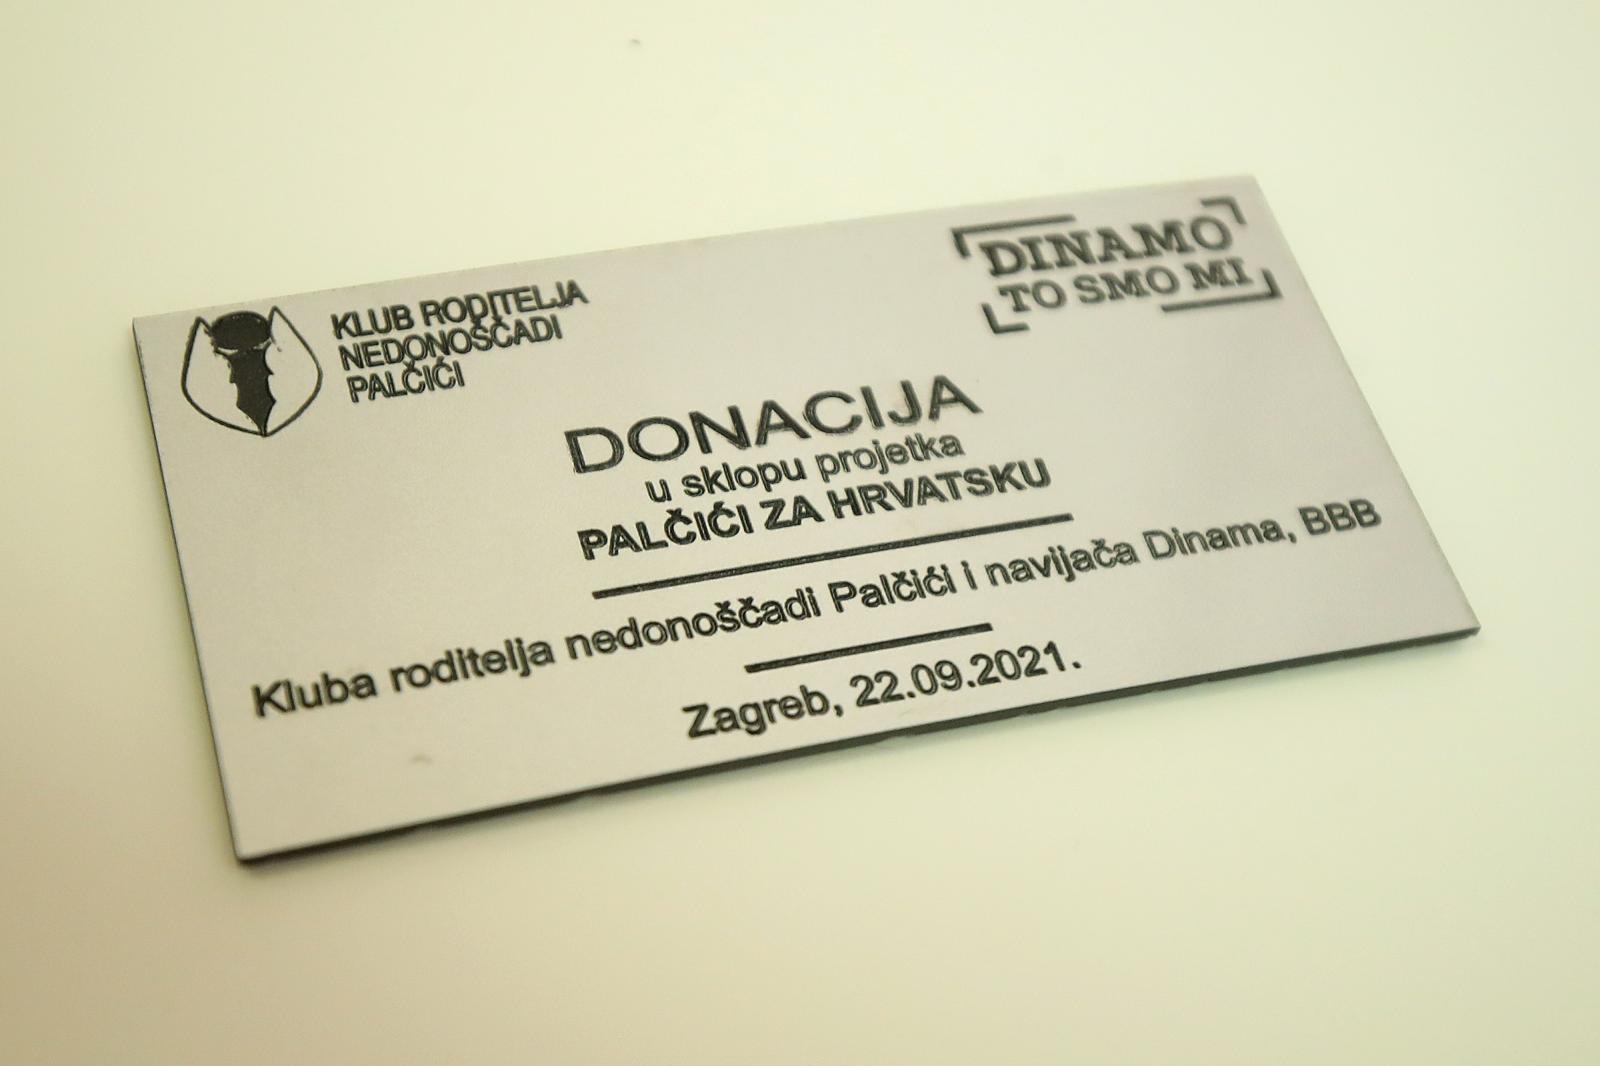 KLUB RODITELJA
NEDONOŠČADI
PALČIĆI
DINAMO
TO SMO MI
DONACIJA
u sklopu projetka
PALČIĆI ZA HRVATSKU
Kluba roditelja nedonoščadi Palčići i navijača Dinama, BBB
Zagreb, 22.09.2021.